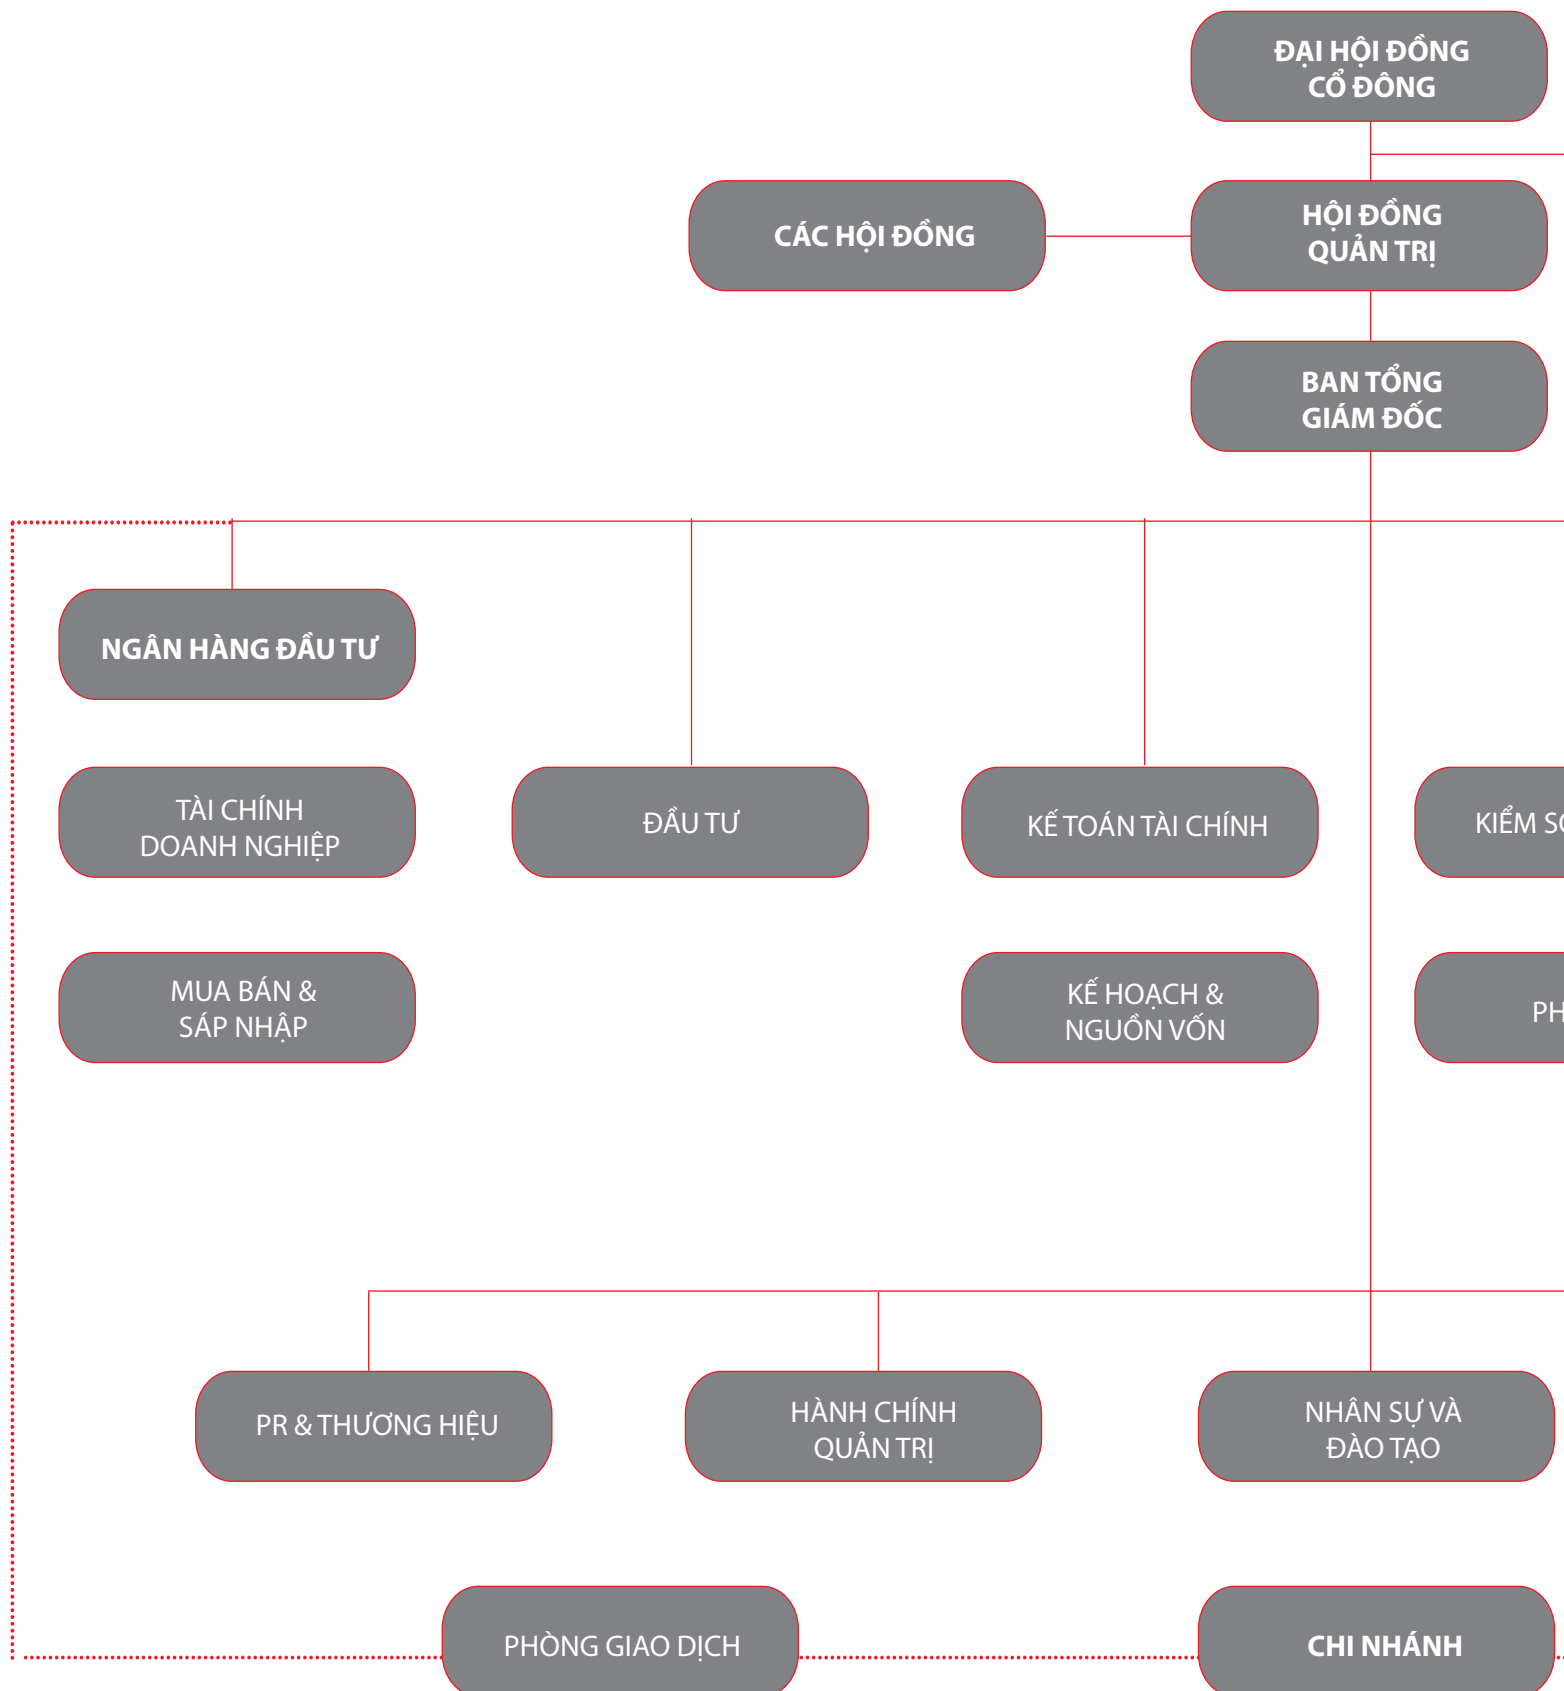 ĐẠI HỘI ĐỒNG
CỔ ĐÔNG
CÁC HỘI ĐỒNG
HỘI ĐỒNG
QUẢN TRỊ
BAN TỔNG
GIÁM ĐỐC
NGÂN HÀNG ĐẦU TƯ
TÀI CHÍNH
DOANH NGHIỆP
ĐẦU TƯ
KẾ TOÁN TÀI CHÍNH
KIỂM
MUA BÁN &
SÁP NHẬP
KẾ HOẠCH &
NGUỒN VỐN
PR & THƯƠNG HIỆU
HÀNH CHÍNH
QUẢN TRỊ
NHÂN SỰ VÀ
ĐÀO TẠO
PHÒNG GIAO DỊCH
CHI NHÁNH